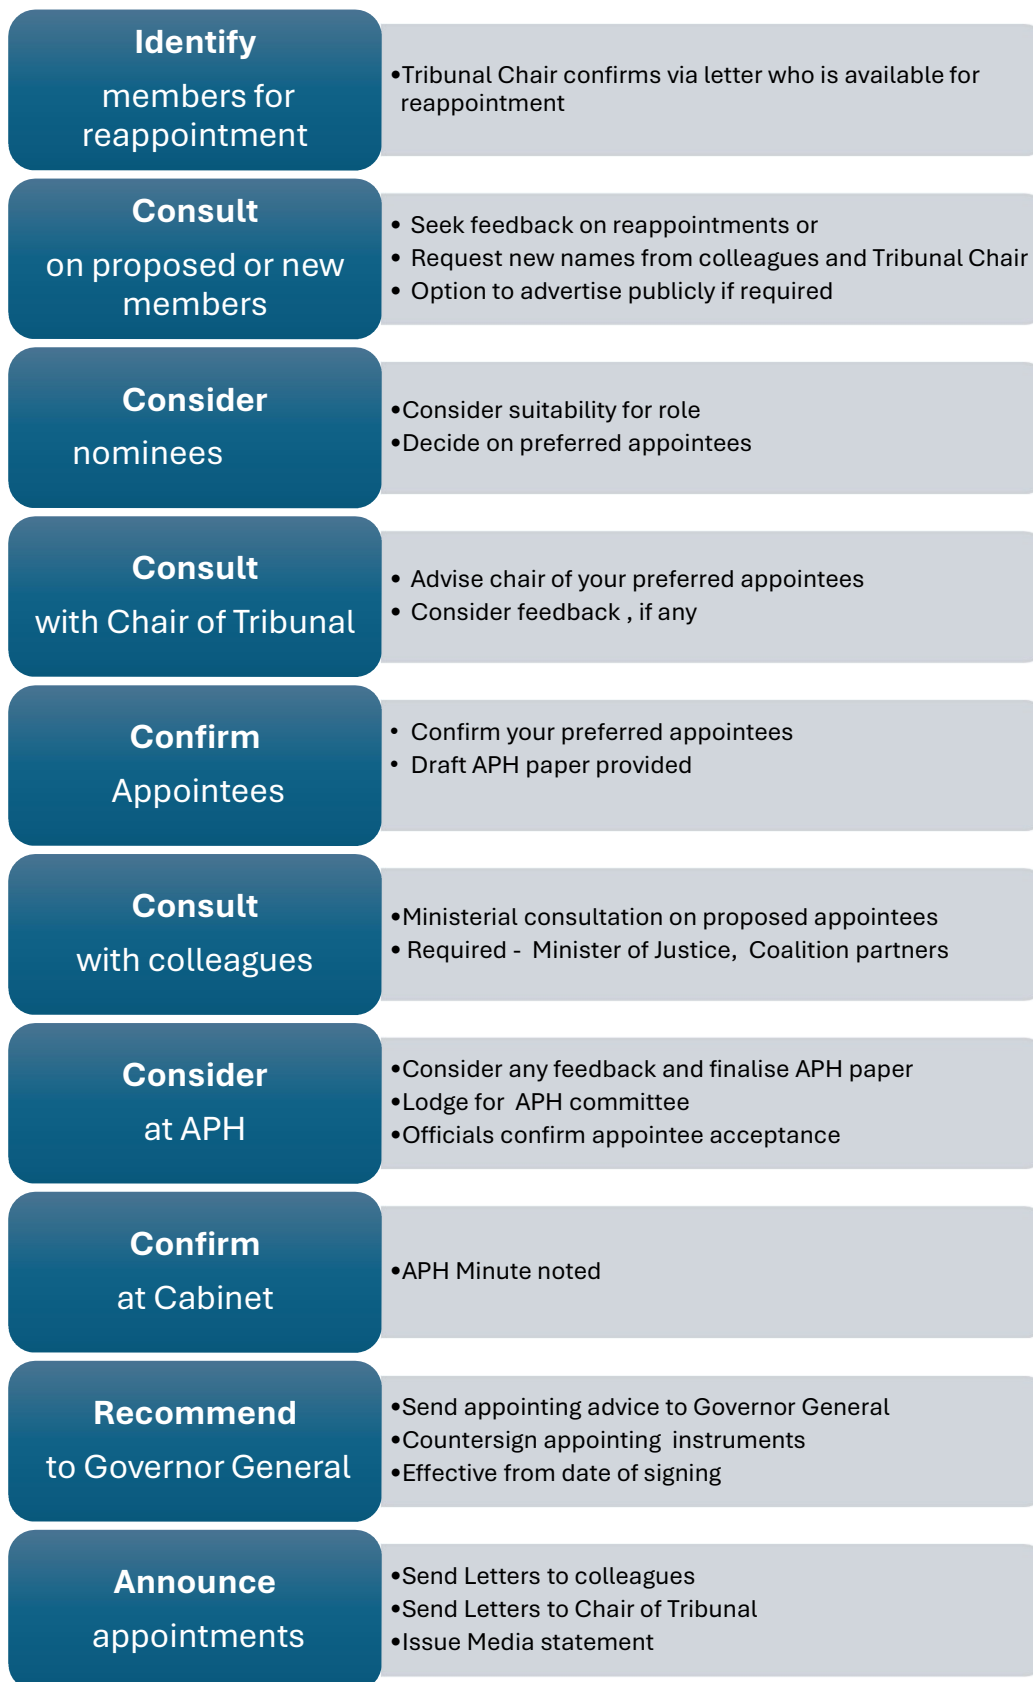 Identify
members for
reappointment
•Tribunal Chair confirms via letter who is available for
reappointment
Consult
on proposed or new
members
• Seek feedback on reappointments or
• Request new names from colleagues and Tribunal Chair
• Option to advertise publicly if required
Consider
nominees
•Consider suitability for role
•Decide on preferred appointees
Consult
with Chair of Tribunal
• Advise chair of your preferred appointees
• Consider feedback , if any
Confirm
Appointees
• Confirm your preferred appointees
• Draft APH paper provided
Consult
with colleagues
•Ministerial consultation on proposed appointees
• Required - Minister of Justice, Coalition partners
Consider
at APH
•Consider any feedback and finalise APH paper
•Lodge for APH committee
•Officials confirm appointee acceptance
Confirm
at Cabinet
•APH Minute noted
Recommend
to Governor General
•Send appointing advice to Governor General
•Countersign appointing instruments
•Effective from date of signing
Announce
appointments
•Send Letters to colleagues
•Send Letters to Chair of Tribunal
•Issue Media statement